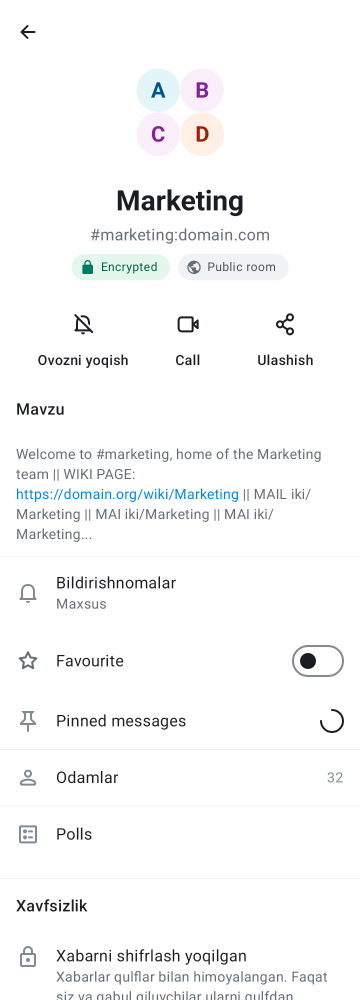 A B
C D
Marketing
#marketing:domain.com
Encrypted Public room
Ovozni yoqish Call Ulashish
Mavzu
Welcome to #marketing, home of the Marketing
team || WIKI PAGE:
https://domain.org/wiki/Marketing || MAIL iki/
Marketing || MAI iki/Marketing || MAI iki/
Marketing...
Bildirishnomalar
Maxsus
Favourite
Pinned messages
Odamlar 32
Polls
Xavfsizlik
Xabarni shifrlash yoqilgan
Xabarlar qulflar bilan himoyalangan. Faqat
siz va qabul qiluvchilar ularni qulfdan